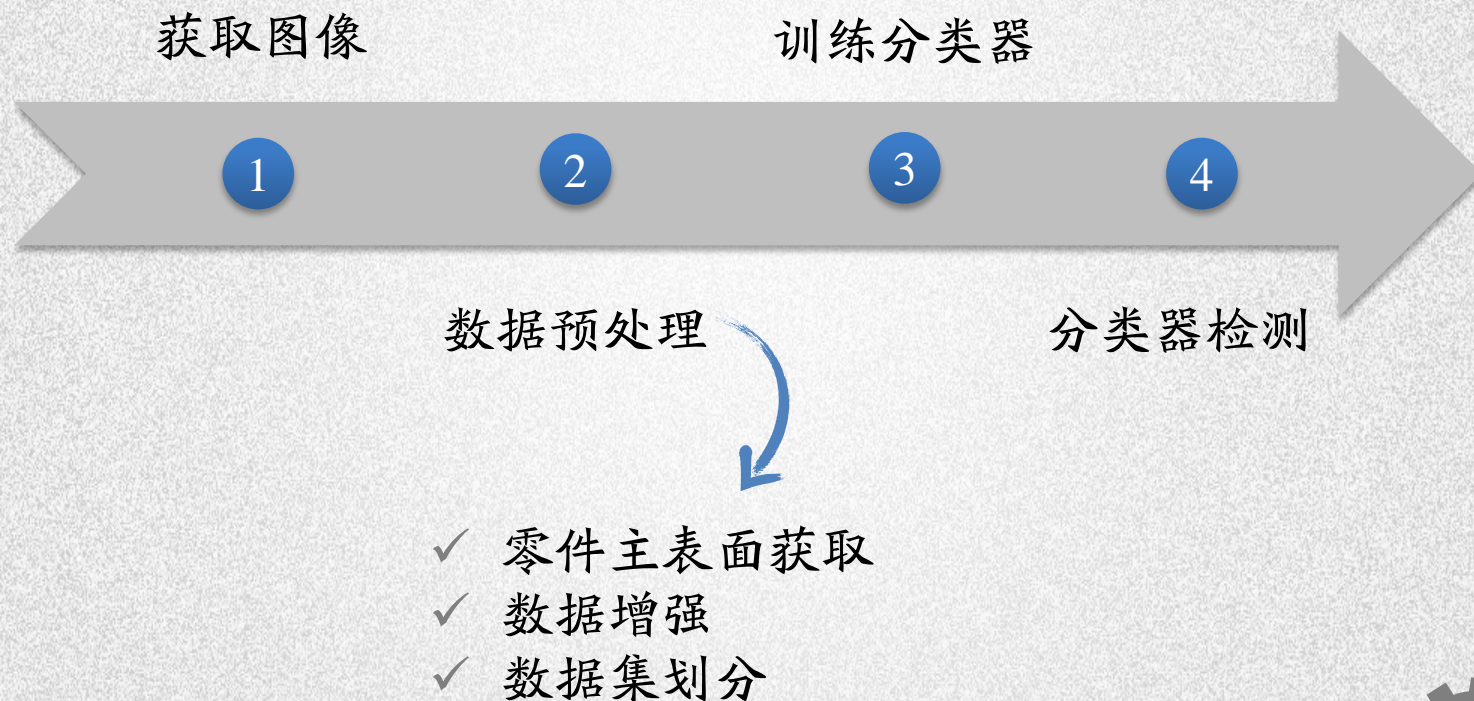 获取图像
训练分类器
1
2
3
4
数据预处理
分类器检测
✓ 零件主表面获取
✓ 数据增强
✓ 数据集划分